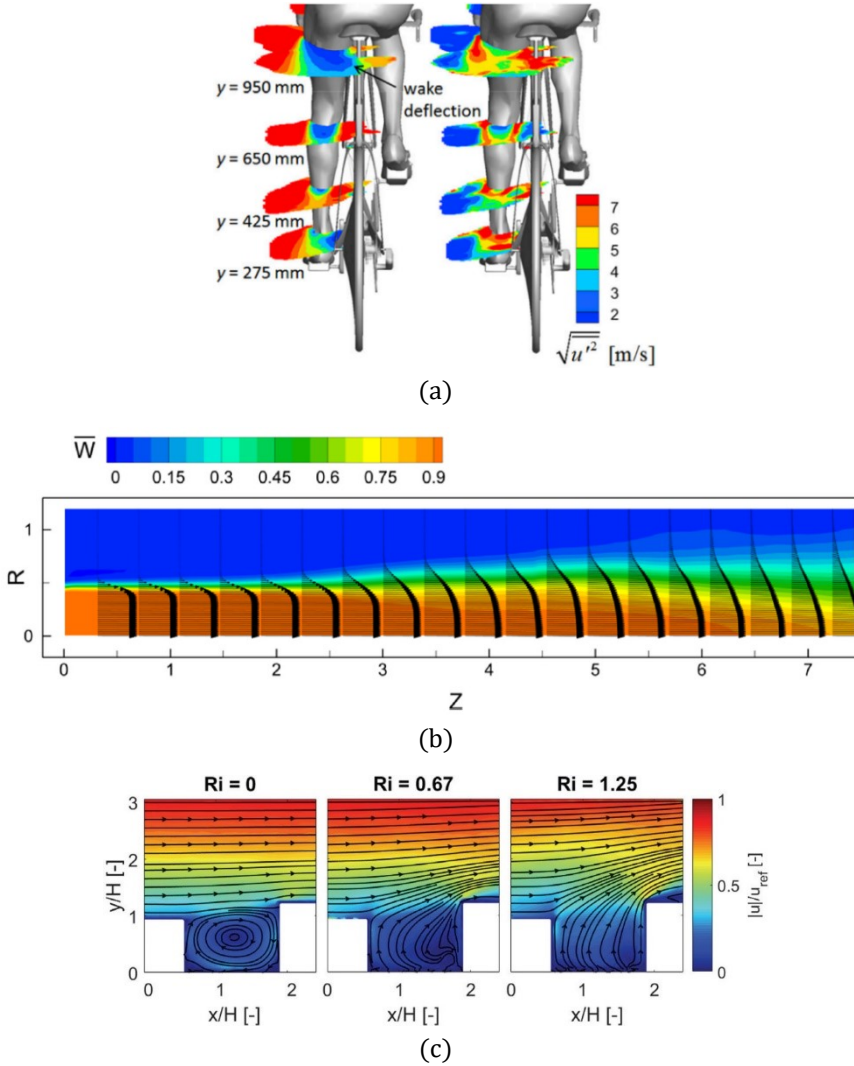 y = 950 mm
wake
deflection
y = 650 mm
y = 425 mm
y = 275 mm
7
6
5
4
3
2
√u′² [m/s]
(a)
W
0 0.15 0.45 0.6 0.75 0.9
R
1
0
0 1 2 3 4 5 6 7
Z
(b)
Ri = 0 Ri = 0.67 Ri = 1.25
y/H [-]
3
2
1
0
0 1 2 0 1 2 0 1 2
x/H [-] x/H [-] x/H [-]
1
0.5
0
|u|/u_ref [-]
(c)